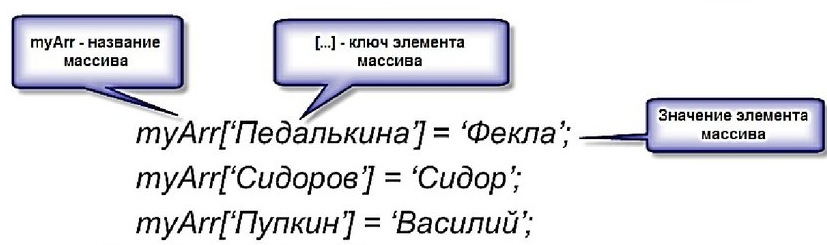 myArr - название
массива
[...] - ключ элемента
массива
myArr[‘Педалькина’] = ‘Фекла’;
Значение элемента
массива
myArr[‘Сидоров’] = ‘Сидор’;
myArr[‘Пупкин’] = ‘Василий’;